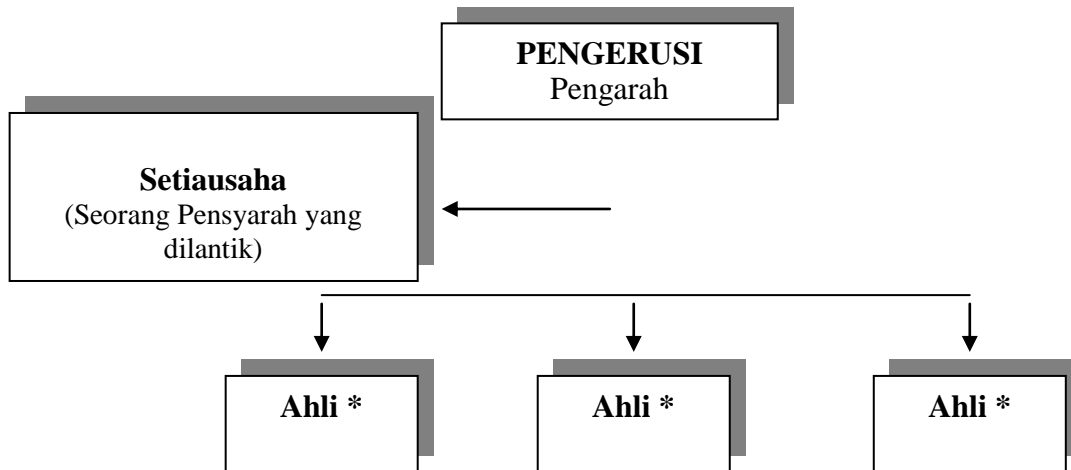 PENGERUSI
Pengarah
Setiausaha
(Seorang Pensyarah yang
dilantik)
Ahli *
Ahli *
Ahli *